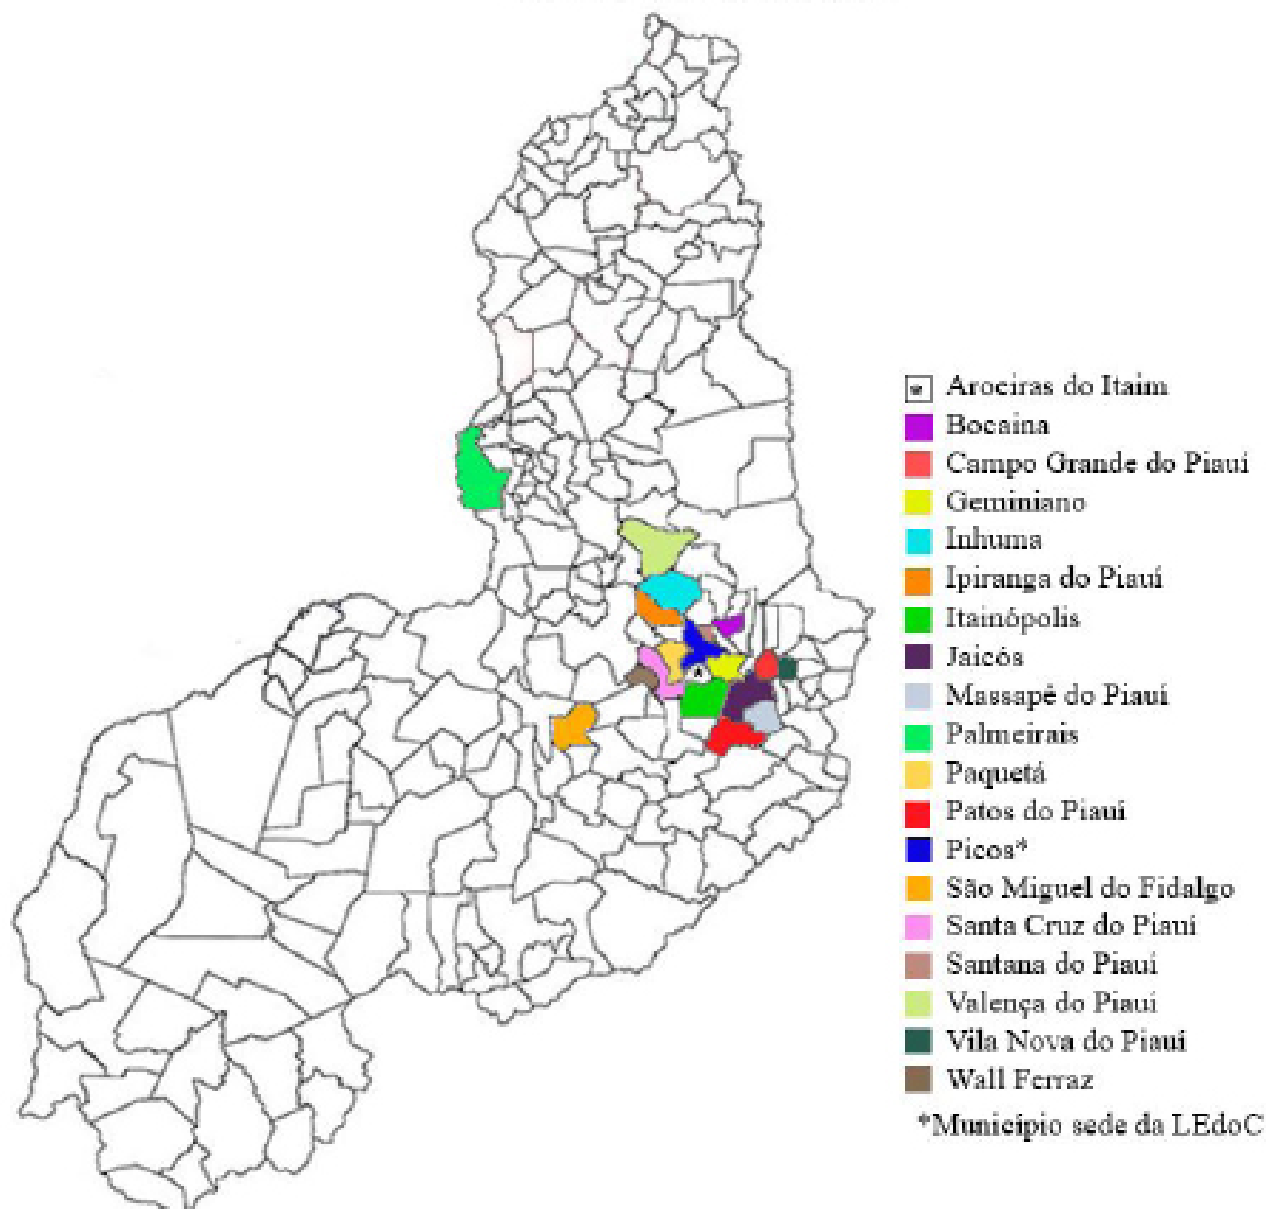 Arociras do Itaim
Bocaina
Campo Grande do Piauí
Geminiano
Inhuma
Ipiranga do Piauí
Itainópolis
Jaicós
Massapê do Piauí
Palmeirais
Paquetá
Patos do Piauí
Picos*
São Miguel do Fidalgo
Santa Cruz do Piauí
Santana do Piauí
Valença do Piauí
Vila Nova do Piauí
Wall Ferraz
*Município sede da LEdoC